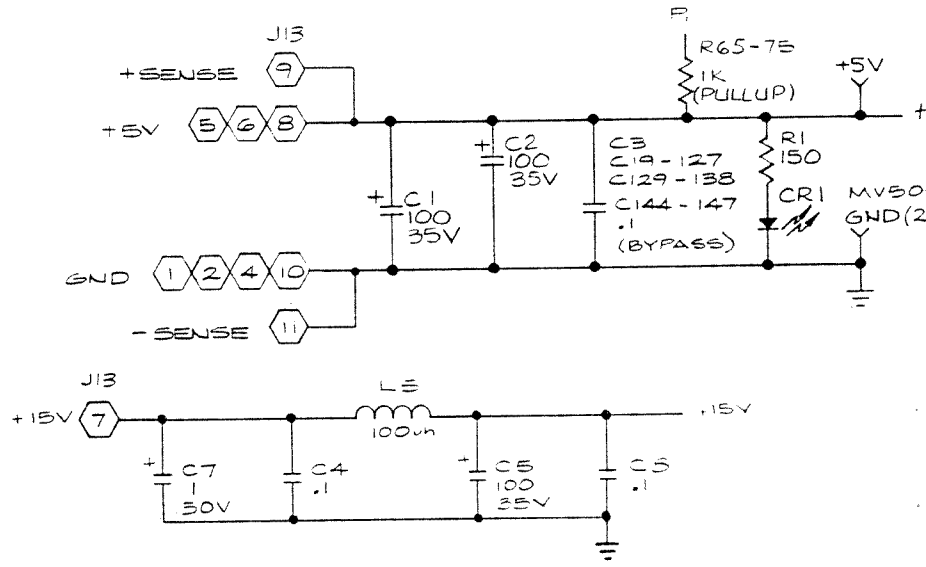 J13
+SENSE 9
+5V 5 6 8
R65-75
1K
(PULLUP)
+5V
+
C1
100
35V
C2
100
35V
C3
C19-127
C129-138
C144-147
.1
(BYPASS)
R1
150
CR1
MV50
GND(2
GND 1 2 4 10
-SENSE 11
J13
+15V 7
100uh
+15V
C7
1
50V
C4
.1
C5
100
35V
.1